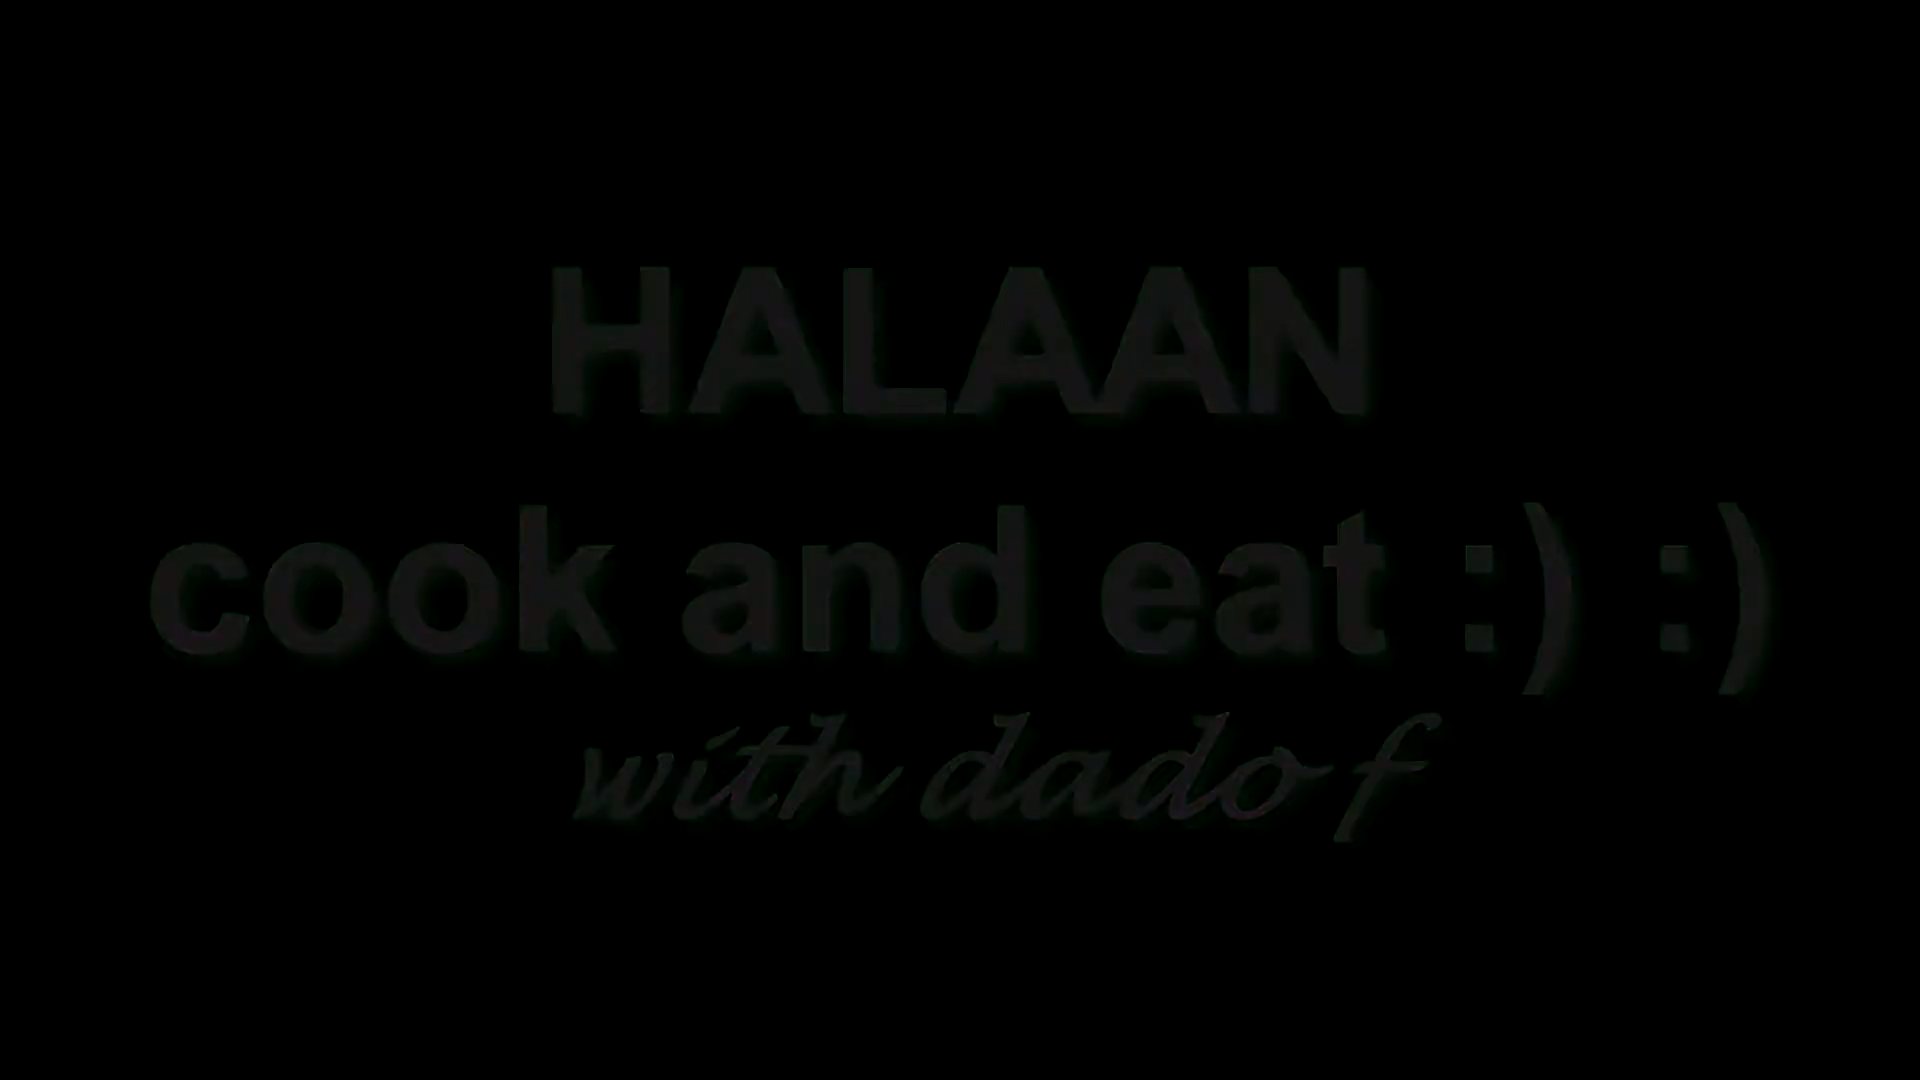 HALAAN
cook and eat :) :)
with dado f